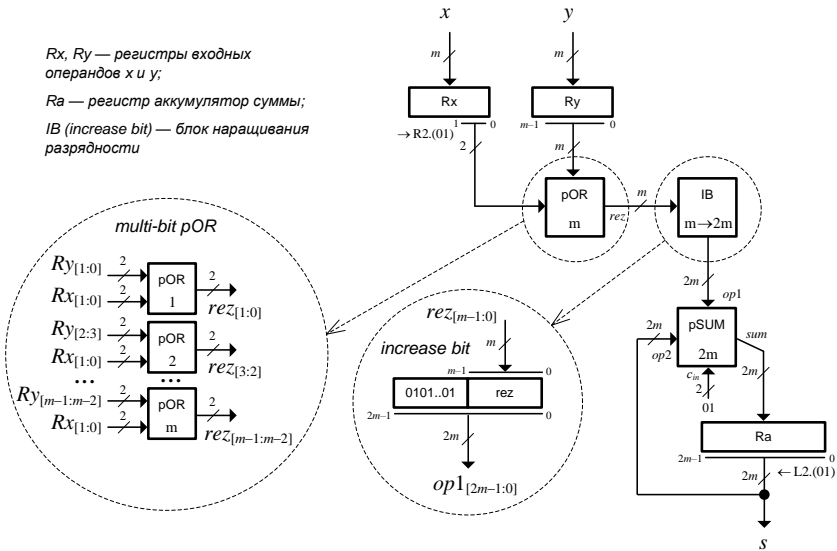 x
y
Rx, Ry — регистры входных
операндов x и y;
Ra — регистр аккумулятор суммы;
IB (increase bit) — блок наращивания
разрядности
m
m
Rx
Ry
1
0
m–1
0
→ R2.(01)
2
m
pOR
m
rez
m
IB
m→2m
multi-bit pOR
Ry[1:0]
2
Rx[1:0]
2
pOR
1
2
rez[1:0]
Ry[2:3]
2
Rx[1:0]
2
pOR
2
2
rez[3:2]
...
...
Ry[m–1:m–2]
2
Rx[1:0]
2
pOR
m
2
rez[m–1:m–2]
rez[m–1:0]
increase bit
m
m–1
0
0101..01
rez
2m–1
0
2m
op1[2m–1:0]
2m
op1
2m
op2
pSUM
2m
sum
cin
2
01
2m
Ra
2m–1
0
2m
← L2.(01)
s